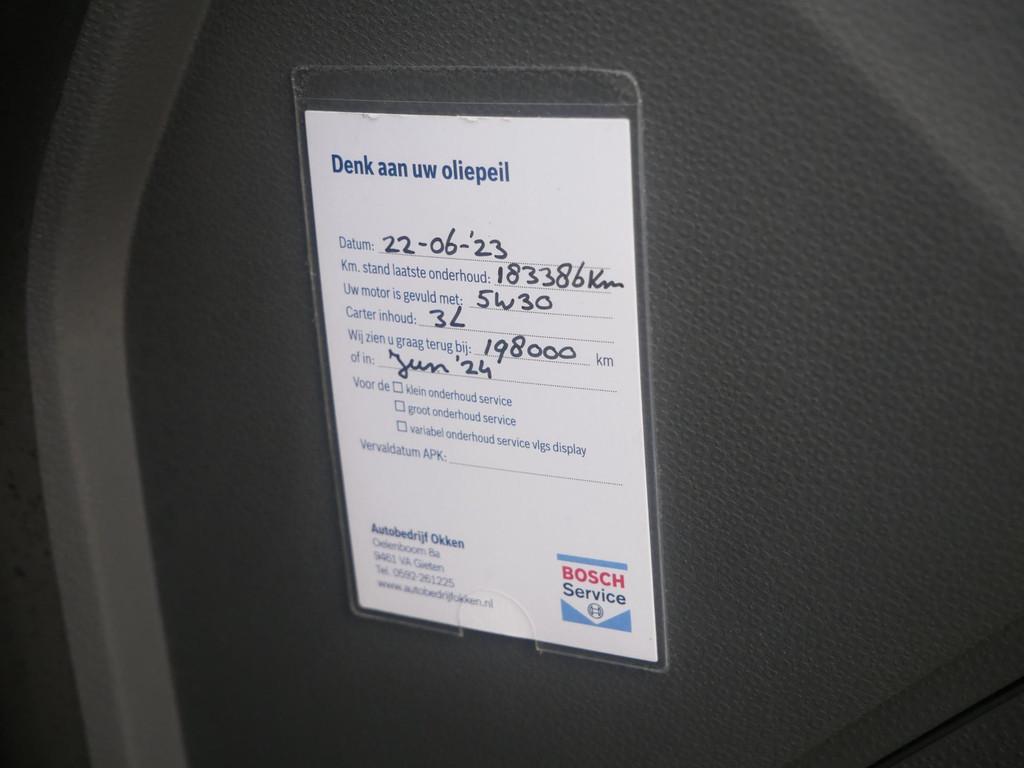 Denk aan uw oliepeil
Datum: 22-06-'23
Km. stand laatste onderhoud: 183386Km
Uw motor is gevuld met: 5W30
Carter inhoud: 3L
Wij zien u graag terug bij: 198000 km
of in: Jun '24
Voor de ☐ klein onderhoud service
☐ groot onderhoud service
☐ variabel onderhoud service vlgs display
Vervaldatum APK:
Autobedrijf Okken
Oelenboom 8a
9461 VA Gieten
Tel. 0592-261225
www.autobedrijfokken.nl
BOSCH
Service